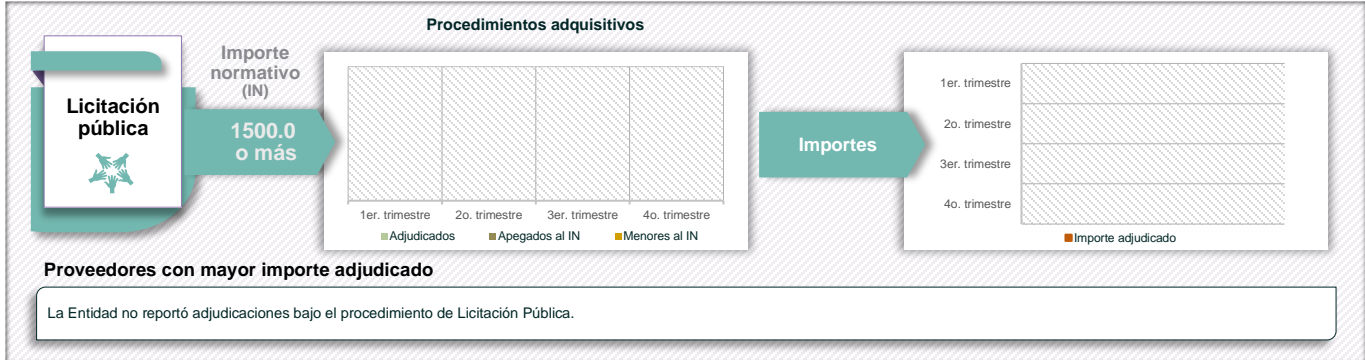 Procedimientos adquisitivos
Licitación
pública
Importe
normativo
(IN)
1500.0
o más
1er. trimestre
2o. trimestre
3er. trimestre
4o. trimestre
Adjudicados
Apegados al IN
Menores al IN
Importes
1er. trimestre
2o. trimestre
3er. trimestre
4o. trimestre
Importe adjudicado
Proveedores con mayor importe adjudicado
La Entidad no reportó adjudicaciones bajo el procedimiento de Licitación Pública.